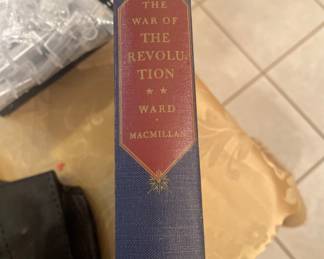 THE
WAR OF
THE
REVOLU-
TION
★ ★
WARD
·
MACMILLAN